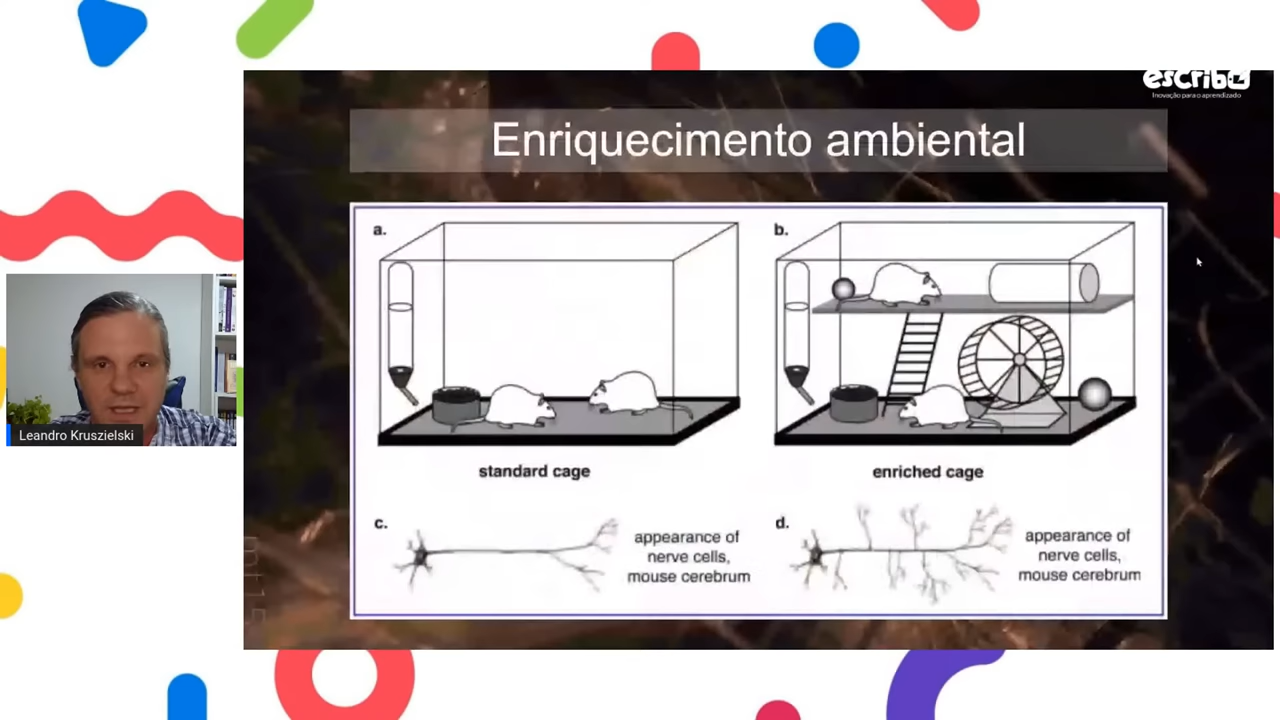 escribo
Inovação para o aprendizado
Enriquecimento ambiental
a.
b.
standard cage
enriched cage
c.
appearance of
nerve cells,
mouse cerebrum
d.
appearance of
nerve cells,
mouse cerebrum
Leandro Kruszielski